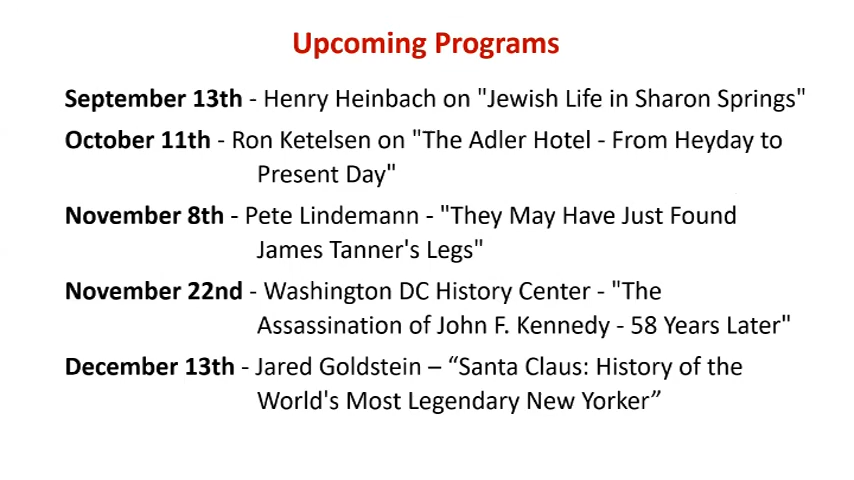 Upcoming Programs
September 13th - Henry Heinbach on "Jewish Life in Sharon Springs"
October 11th - Ron Ketelsen on "The Adler Hotel - From Heyday to
Present Day"
November 8th - Pete Lindemann - "They May Have Just Found
James Tanner's Legs"
November 22nd - Washington DC History Center - "The
Assassination of John F. Kennedy - 58 Years Later"
December 13th - Jared Goldstein – “Santa Claus: History of the
World's Most Legendary New Yorker”